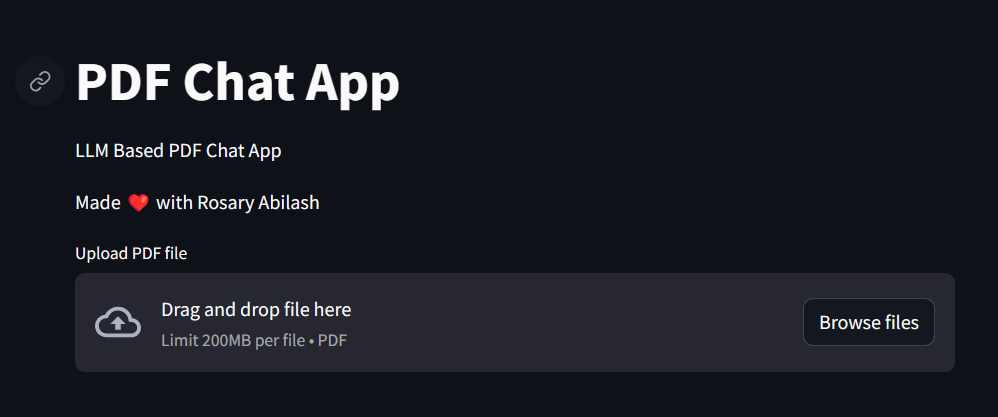 PDF Chat App
LLM Based PDF Chat App
Made ❤️ with Rosary Abilash
Upload PDF file
Drag and drop file here
Limit 200MB per file • PDF
Browse files